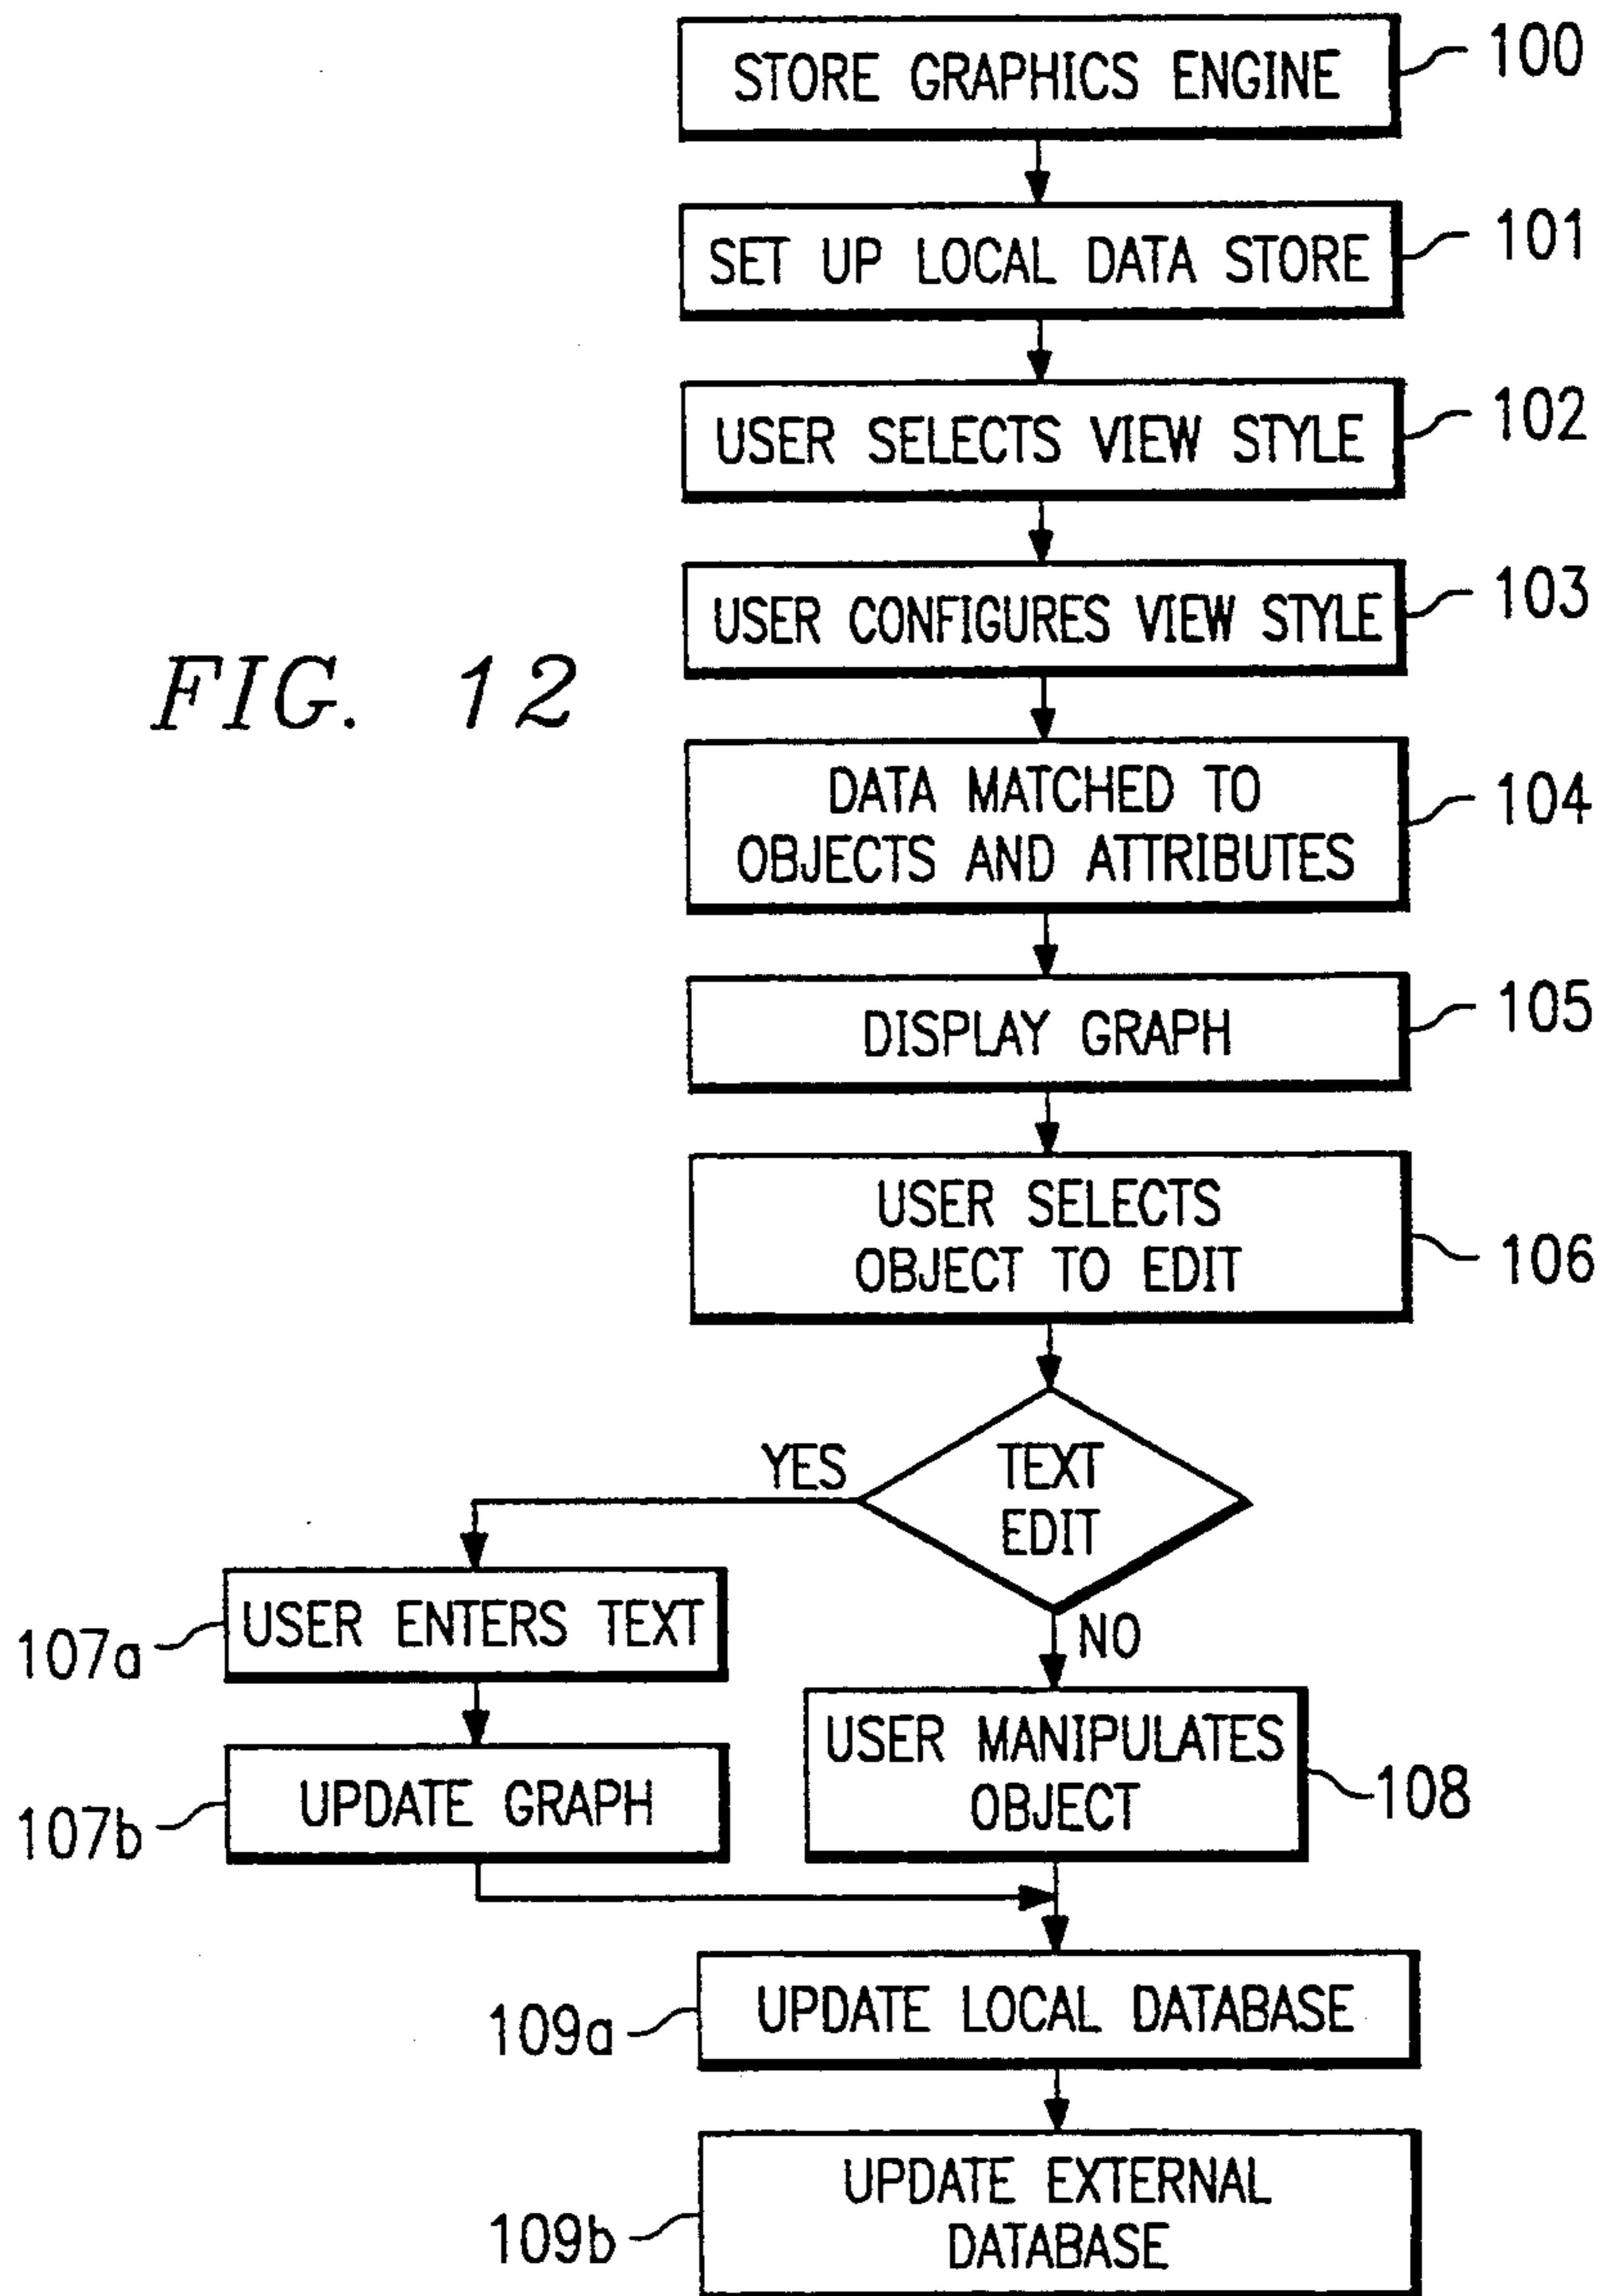 STORE GRAPHICS ENGINE
100
SET UP LOCAL DATA STORE
101
USER SELECTS VIEW STYLE
102
USER CONFIGURES VIEW STYLE
103
FIG. 12
DATA MATCHED TO
OBJECTS AND ATTRIBUTES
104
DISPLAY GRAPH
105
USER SELECTS
OBJECT TO EDIT
106
YES
TEXT
EDIT
NO
USER ENTERS TEXT
107a
UPDATE GRAPH
107b
USER MANIPULATES
OBJECT
108
UPDATE LOCAL DATABASE
109a
UPDATE EXTERNAL
DATABASE
109b